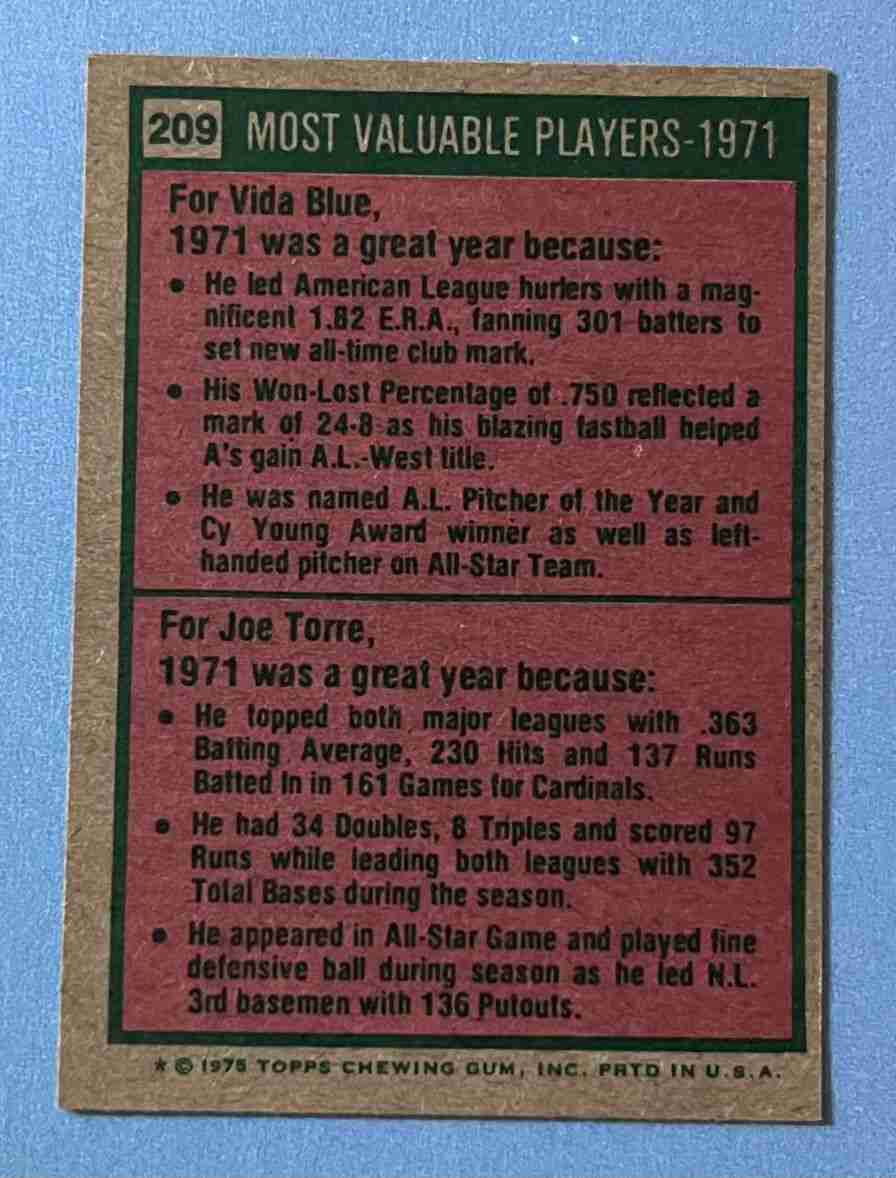 209 MOST VALUABLE PLAYERS-1971
For Vida Blue,
1971 was a great year because:
• He led American League hurlers with a mag-
nificent 1.82 E.R.A., fanning 301 batters to
set new all-time club mark.
• His Won-Lost Percentage of .750 reflected a
mark of 24-8 as his blazing fastball helped
A's gain A.L.-West title.
• He was named A.L. Pitcher of the Year and
Cy Young Award winner as well as left-
handed pitcher on All-Star Team.
For Joe Torre,
1971 was a great year because:
• He topped both major leagues with .363
Batting Average, 230 Hits and 137 Runs
Batted In in 161 Games for Cardinals.
• He had 34 Doubles, 8 Triples and scored 97
Runs while leading both leagues with 352
Total Bases during the season.
• He appeared in All-Star Game and played fine
defensive ball during season as he led N.L.
3rd basemen with 136 Putouts.
* © 1975 TOPPS CHEWING GUM, INC. PRTD IN U.S.A.